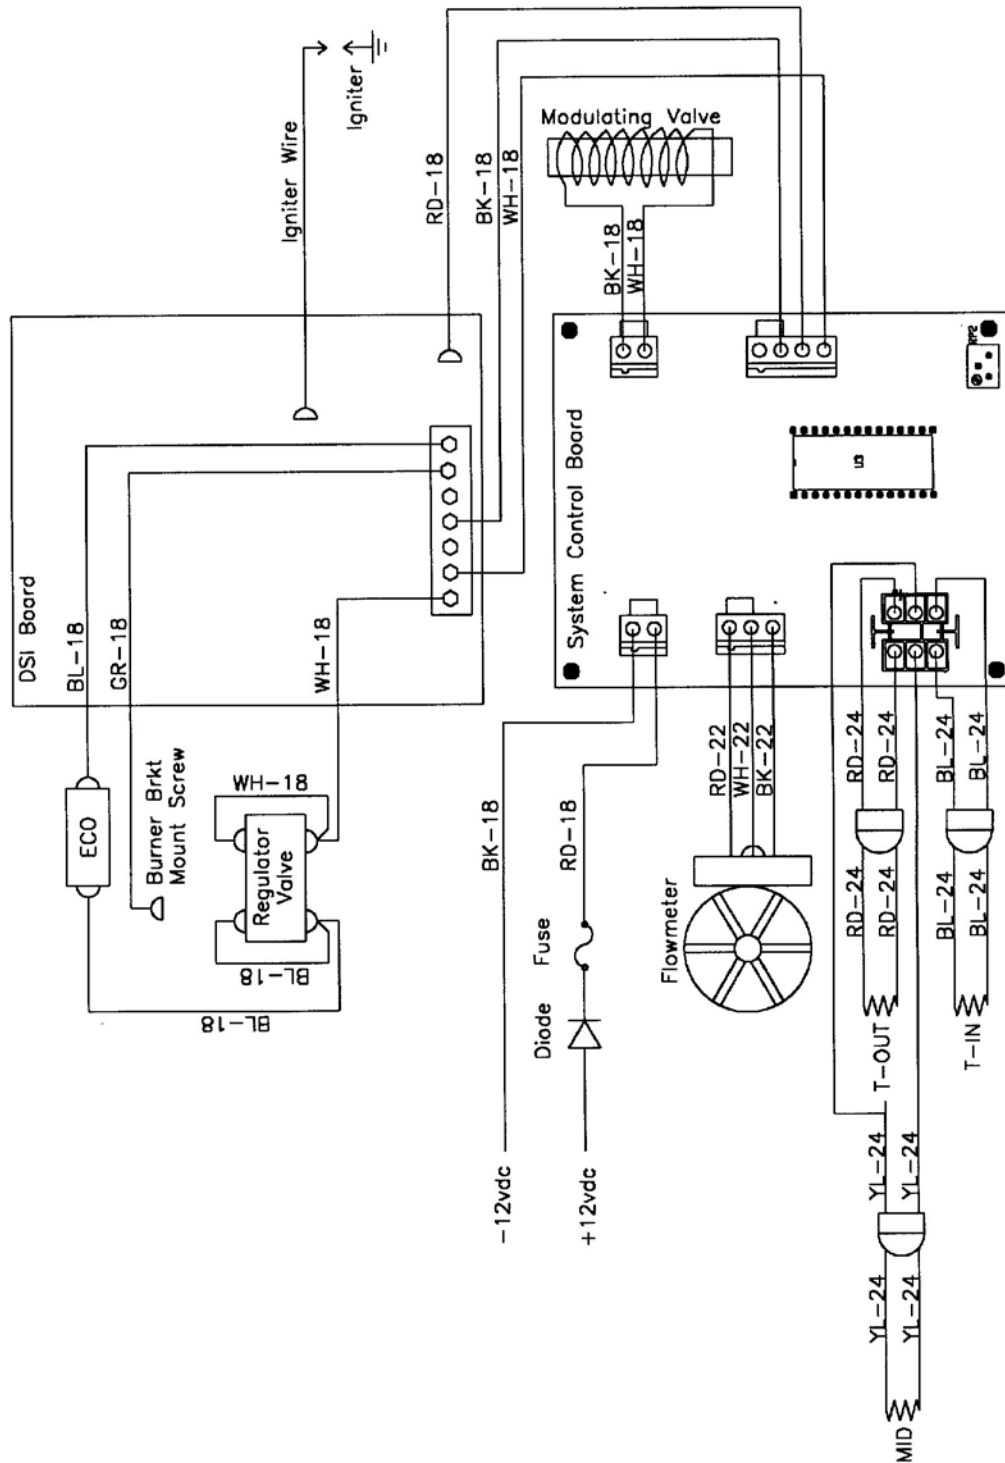 DSI Board
BL-18
GR-18
WH-18
ECO
Burner Brkt
Mount Screw
WH-18
Regulator
Valve
BL-18
BL-18
Igniter Wire
Igniter
RD-18
BK-18
WH-18
Modulating Valve
BK-18
WH-18
System Control Board
RP2
U3
BK-18
-12vdc
RD-18
Fuse
Diode
+12vdc
RD-22
WH-22
BK-22
Flowmeter
RD-24
RD-24
BL-24
BL-24
RD-24
RD-24
BL-24
BL-24
T-OUT
T-IN
YL-24
YL-24
YL-24
YL-24
MID